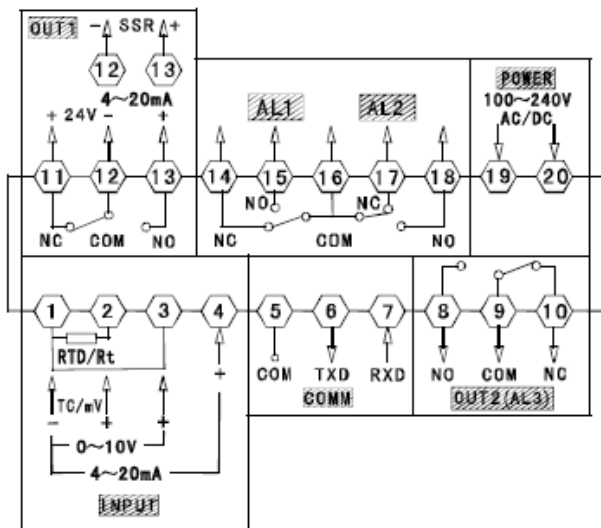 OUT1 - SSR +
12 13
4～20mA
+ 24V - +
AL1 AL2
POWER
100～240V
AC/DC
11 12 13 14 15 16 17 18 19 20
NO NC
NC COM NO NC COM NO
1 2 3 4 5 6 7 8 9 10
RTD/Rt
COM TXD RXD
NO COM NC
COMM
OUT2(AL3)
TC/mV +
- + +
0～10V
4～20mA
INPUT